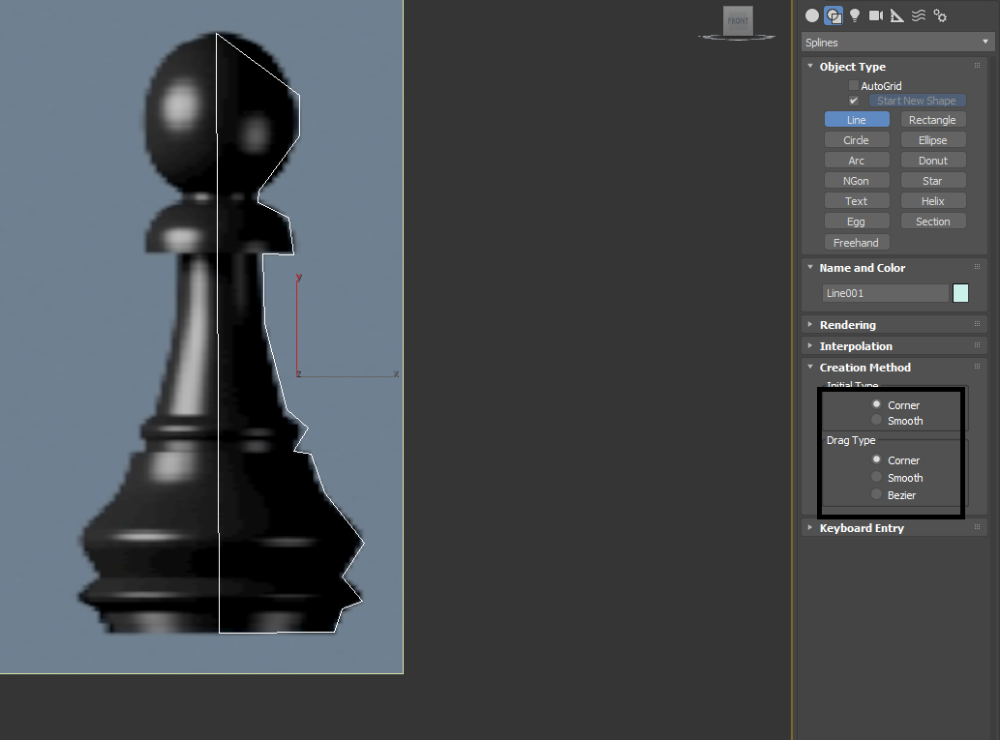 FRONT
Splines
Object Type
AutoGrid
Start New Shape
Line Rectangle
Circle Ellipse
Arc Donut
NGon Star
Text Helix
Egg Section
Freehand
Name and Color
Line001
y
Rendering
Interpolation
Creation Method
z x
Initial Type
Corner
Smooth
Drag Type
Corner
Smooth
Bezier
Keyboard Entry